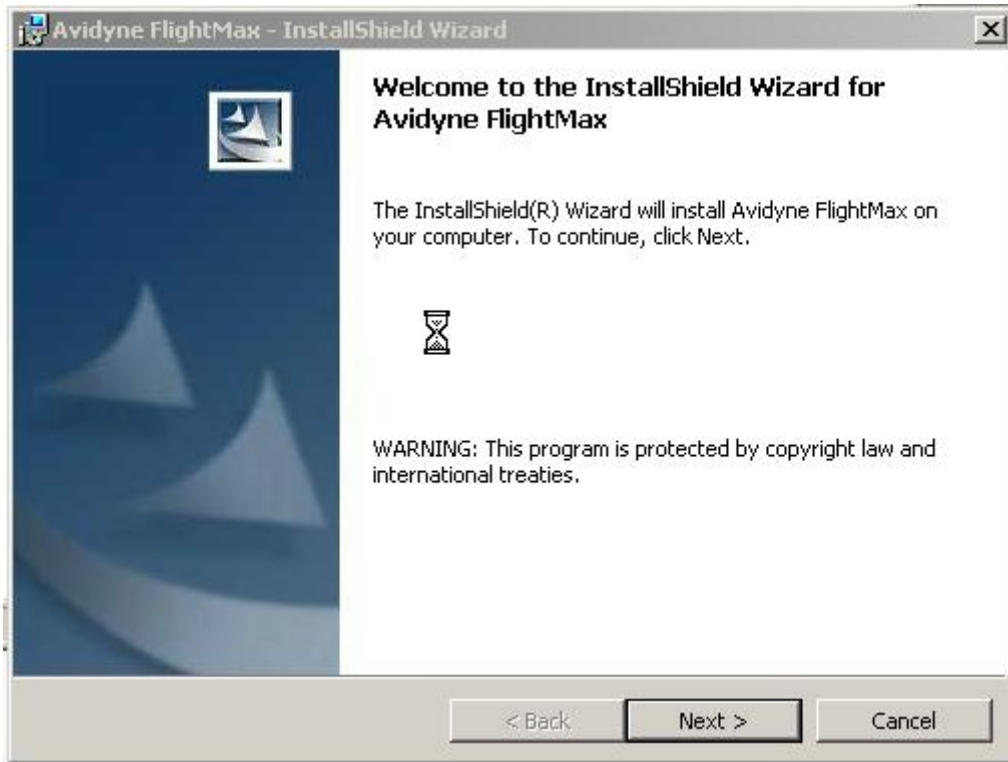 Avidyne FlightMax - InstallShield Wizard
Welcome to the InstallShield Wizard for
Avidyne FlightMax
The InstallShield(R) Wizard will install Avidyne FlightMax on
your computer. To continue, click Next.
WARNING: This program is protected by copyright law and
international treaties.
< Back
Next >
Cancel